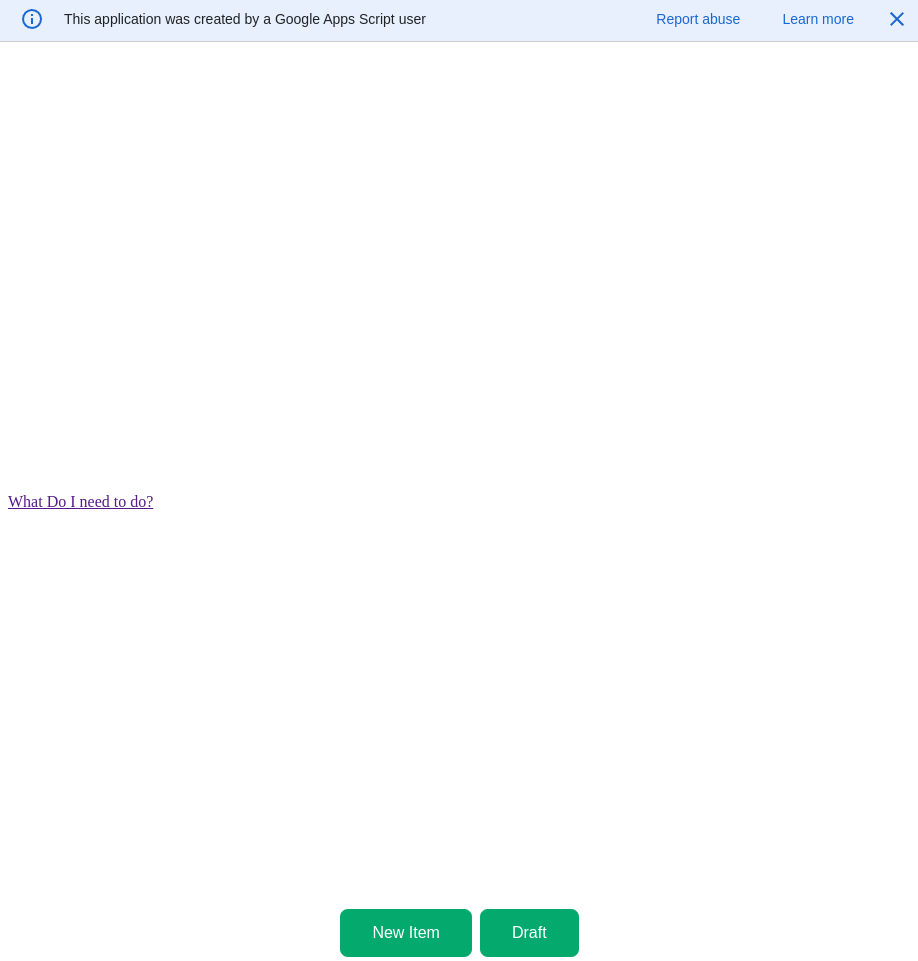 This application was created by a Google Apps Script user
Report abuse
Learn more
What Do I need to do?
New Item
Draft